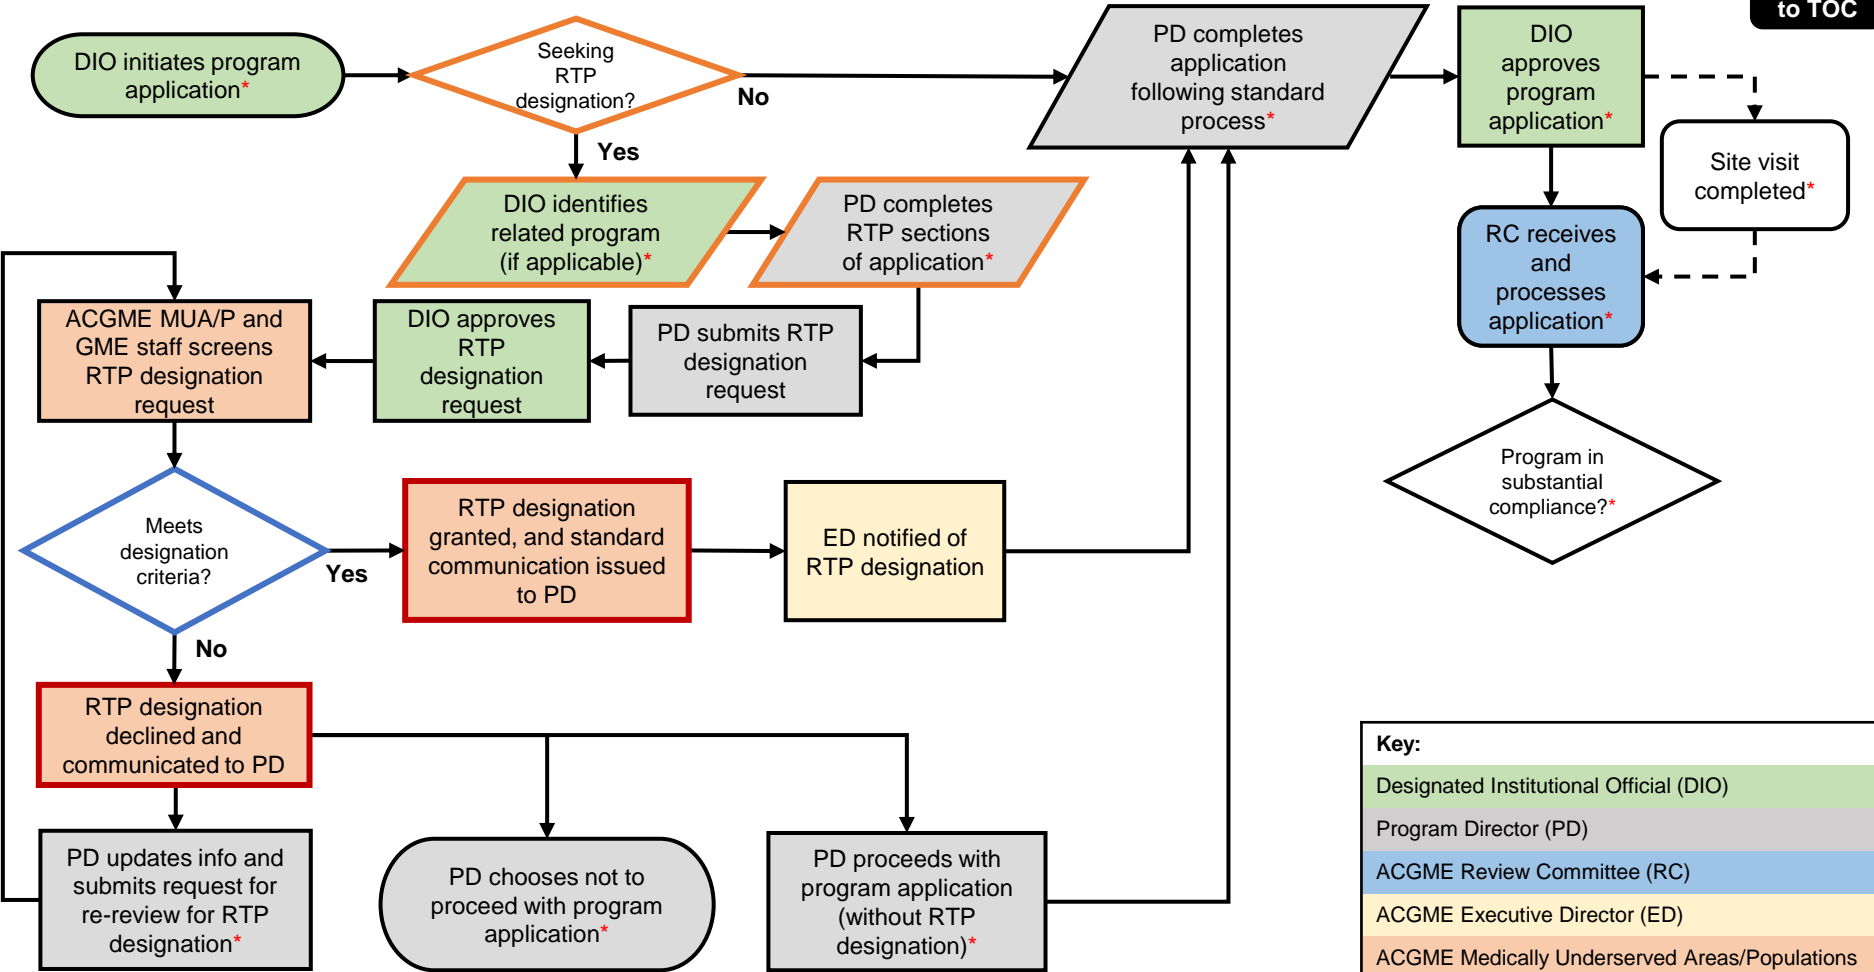 to TOC
DIO initiates program
application*
Seeking
RTP
designation?
No
Yes
PD completes
application
following standard
process*
DIO
approves
program
application*
Site visit
completed*
DIO identifies
related program
(if applicable)*
PD completes
RTP sections
of application*
RC receives
and
processes
application*
ACGME MUA/P and
GME staff screens
RTP designation
request
DIO approves
RTP
designation
request
PD submits RTP
designation
request
Program in
substantial
compliance?*
Meets
designation
criteria?
Yes
No
RTP designation
granted, and standard
communication issued
to PD
ED notified of
RTP designation
RTP designation
declined and
communicated to PD
PD updates info and
submits request for
re-review for RTP
designation*
PD chooses not to
proceed with program
application*
PD proceeds with
program application
(without RTP
designation)*
Key:
Designated Institutional Official (DIO)
Program Director (PD)
ACGME Review Committee (RC)
ACGME Executive Director (ED)
ACGME Medically Underserved Areas/Populations